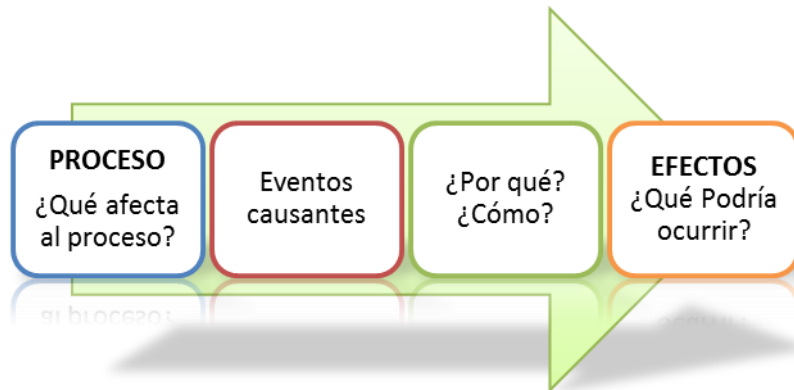 PROCESO
¿Qué afecta
al proceso?
Eventos
causantes
¿Por qué?
¿Cómo?
EFECTOS
¿Qué Podría
ocurrir?